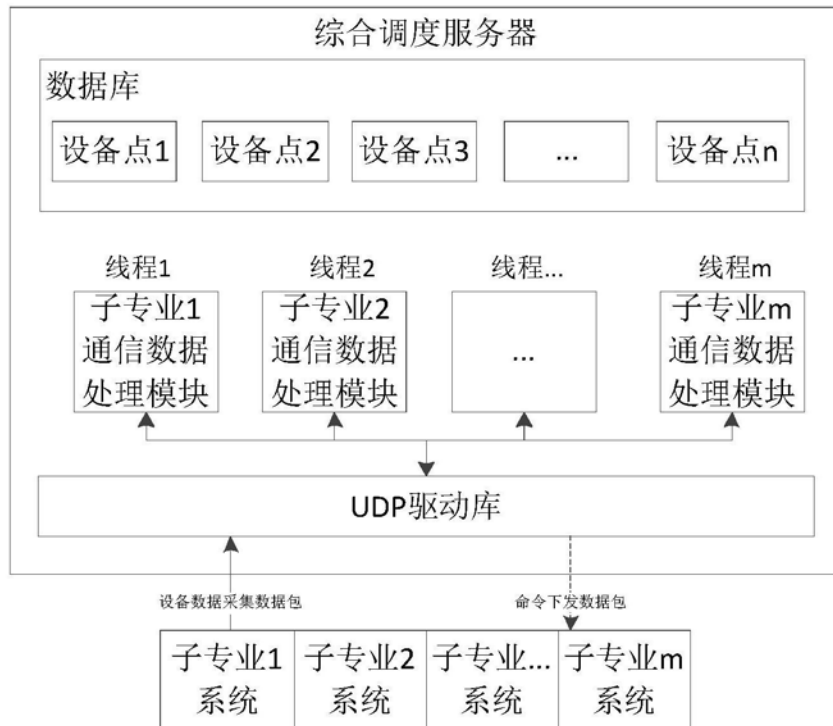 综合调度服务器
数据库
设备点1 设备点2 设备点3 ... 设备点n
线程1 线程2 线程... 线程m
子专业1
通信数据
处理模块
子专业2
通信数据
处理模块
...
子专业m
通信数据
处理模块
UDP驱动库
设备数据采集数据包
命令下发数据包
子专业1
系统
子专业2
系统
子专业...
系统
子专业m
系统